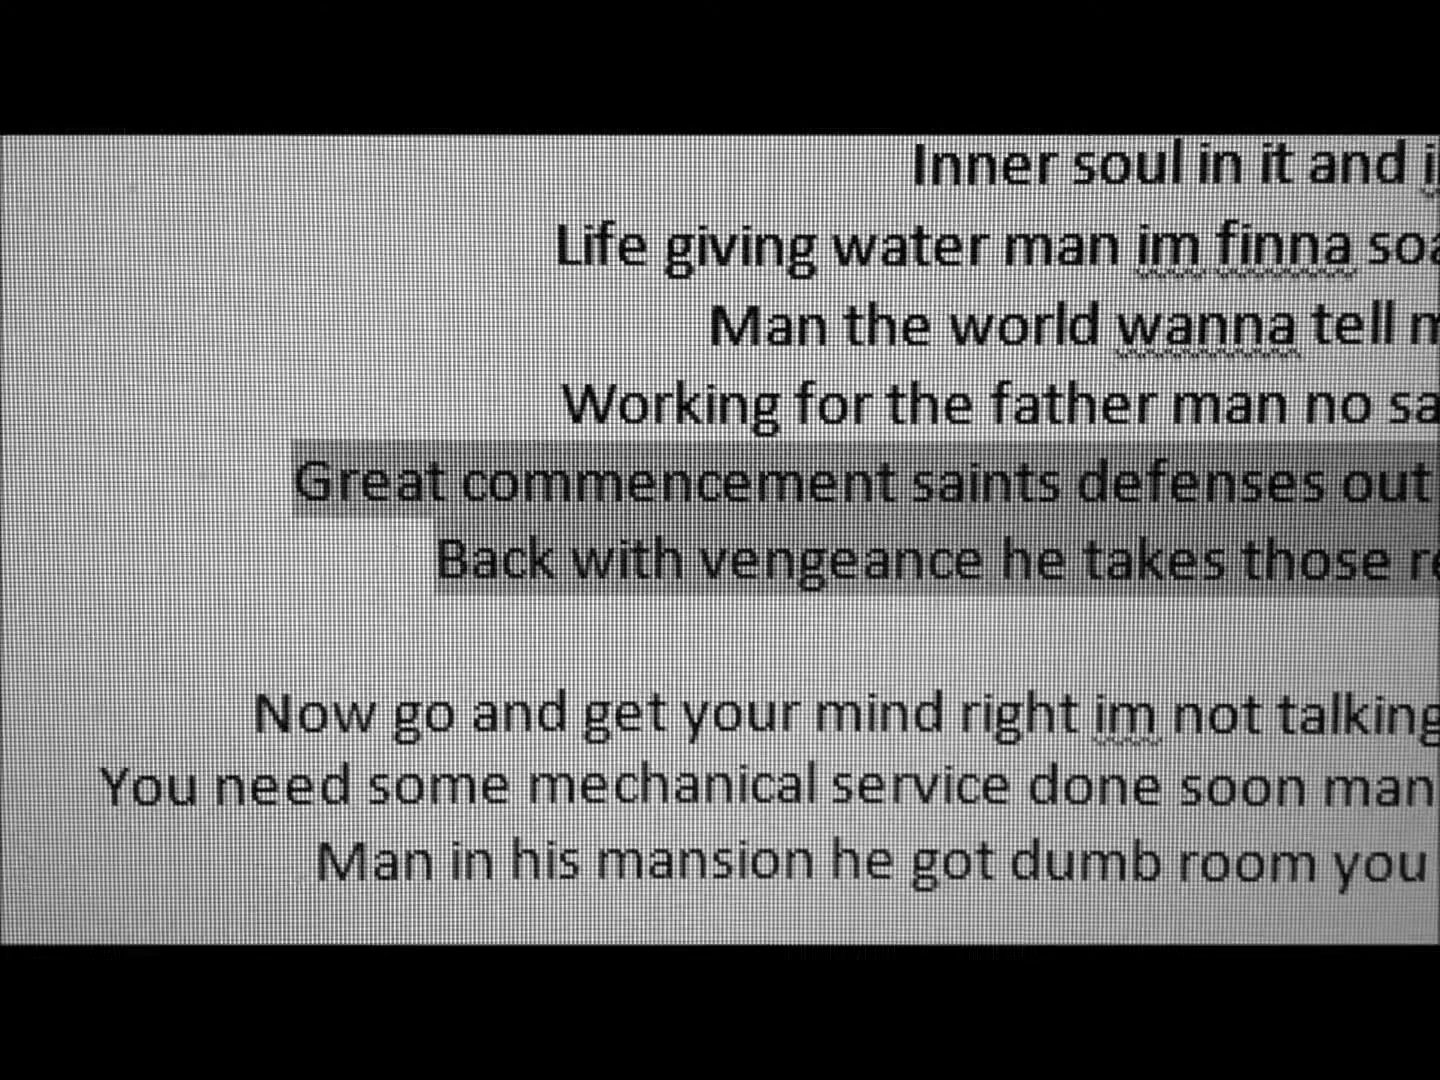 Inner soul in it and
Life giving water man im finna
Man the world wanna tell
Working for the father man no
Great commencement saints defenses out
Back with vengeance he takes those
Now go and get your mind right im not talking
You need some mechanical service done soon man
Man in his mansion he got dumb room you